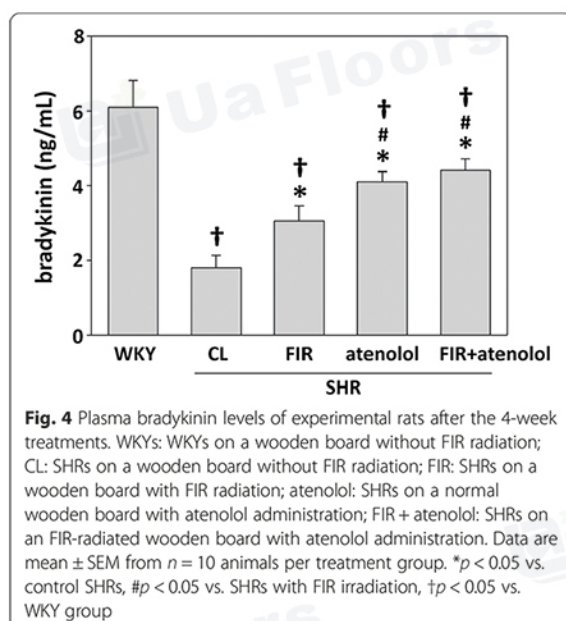 Ua Floors
8
6
4
2
0
bradykinin (ng/mL)
†
†
†
†
*
#
#
*
*
WKY CL FIR atenolol FIR+atenolol
SHR
Fig. 4 Plasma bradykinin levels of experimental rats after the 4-week
treatments. WKYs: WKYs on a wooden board without FIR radiation;
CL: SHRs on a wooden board without FIR radiation; FIR: SHRs on a
wooden board with FIR radiation; atenolol: SHRs on a normal
wooden board with atenolol administration; FIR + atenolol: SHRs on
an FIR-radiated wooden board with atenolol administration. Data are
mean ± SEM from n = 10 animals per treatment group. *p < 0.05 vs.
control SHRs, #p < 0.05 vs. SHRs with FIR irradiation, †p < 0.05 vs.
WKY group